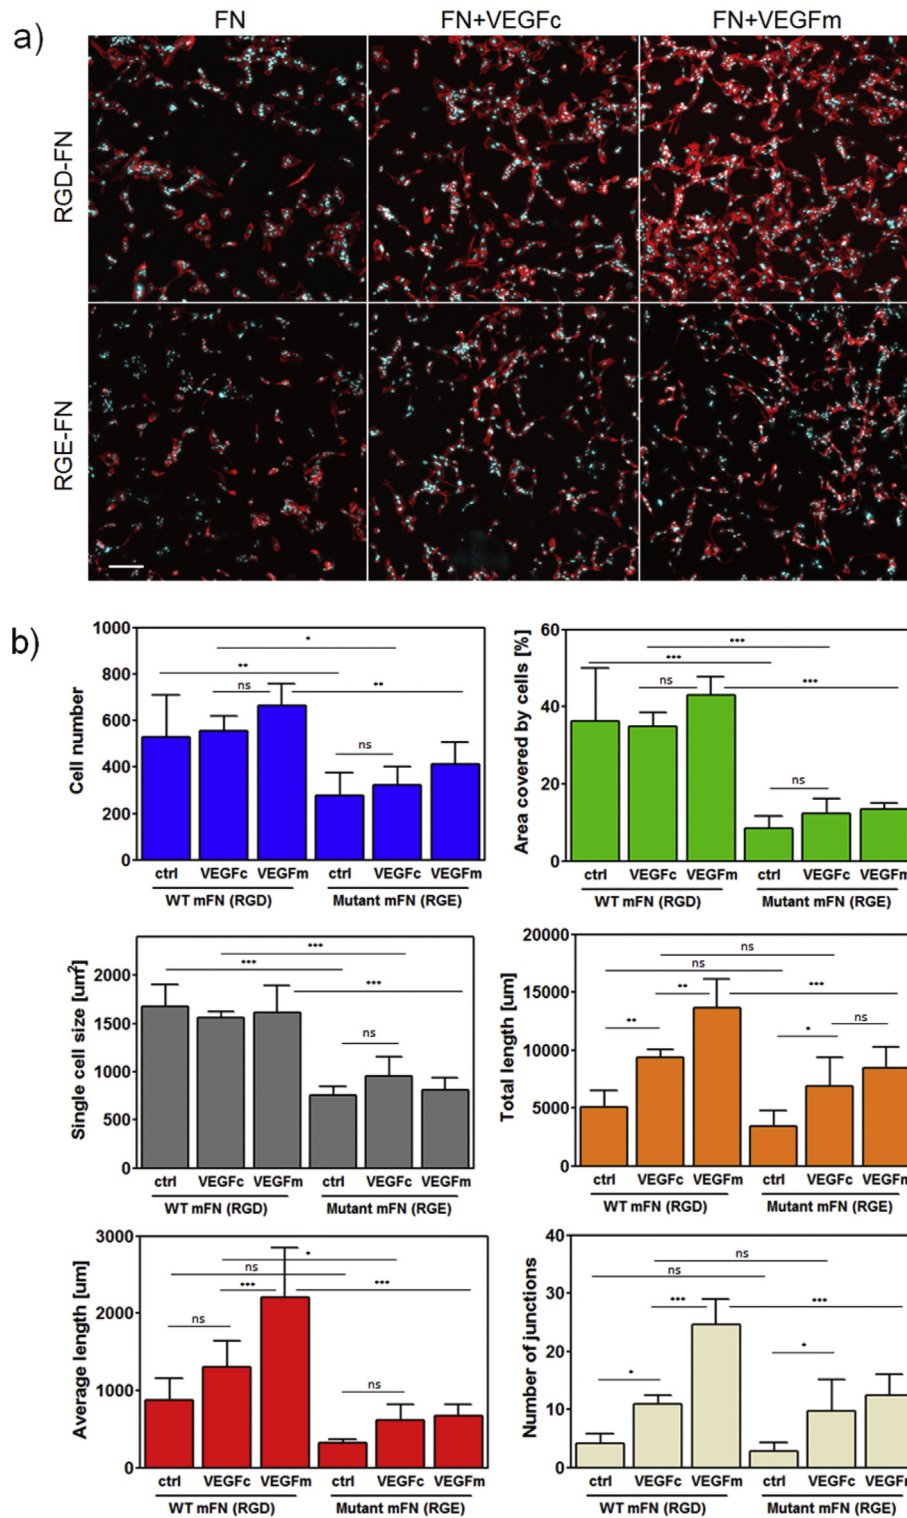 a)
FN
FN+VEGFc
FN+VEGFm
RGD-FN
RGE-FN
b)
Cell number
1000
800
600
400
200
0
*
**
ns
**
ns
ctrl
VEGFc
VEGFm
ctrl
VEGFc
VEGFm
WT mFN (RGD)
Mutant mFN (RGE)
Area covered by cells [%]
60
40
20
0
***
***
ns
***
ns
ctrl
VEGFc
VEGFm
ctrl
VEGFc
VEGFm
WT mFN (RGD)
Mutant mFN (RGE)
Single cell size [um²]
2000
1500
1000
500
0
***
***
***
ns
ctrl
VEGFc
VEGFm
ctrl
VEGFc
VEGFm
WT mFN (RGD)
Mutant mFN (RGE)
Total length [um]
20000
15000
10000
5000
0
ns
ns
**
***
**
ns
*
ctrl
VEGFc
VEGFm
ctrl
VEGFc
VEGFm
WT mFN (RGD)
Mutant mFN (RGE)
Average length [um]
3000
2000
1000
0
*
ns
***
***
ns
ns
ctrl
VEGFc
VEGFm
ctrl
VEGFc
VEGFm
WT mFN (RGD)
Mutant mFN (RGE)
Number of junctions
40
30
20
10
0
ns
ns
***
***
*
*
ctrl
VEGFc
VEGFm
ctrl
VEGFc
VEGFm
WT mFN (RGD)
Mutant mFN (RGE)